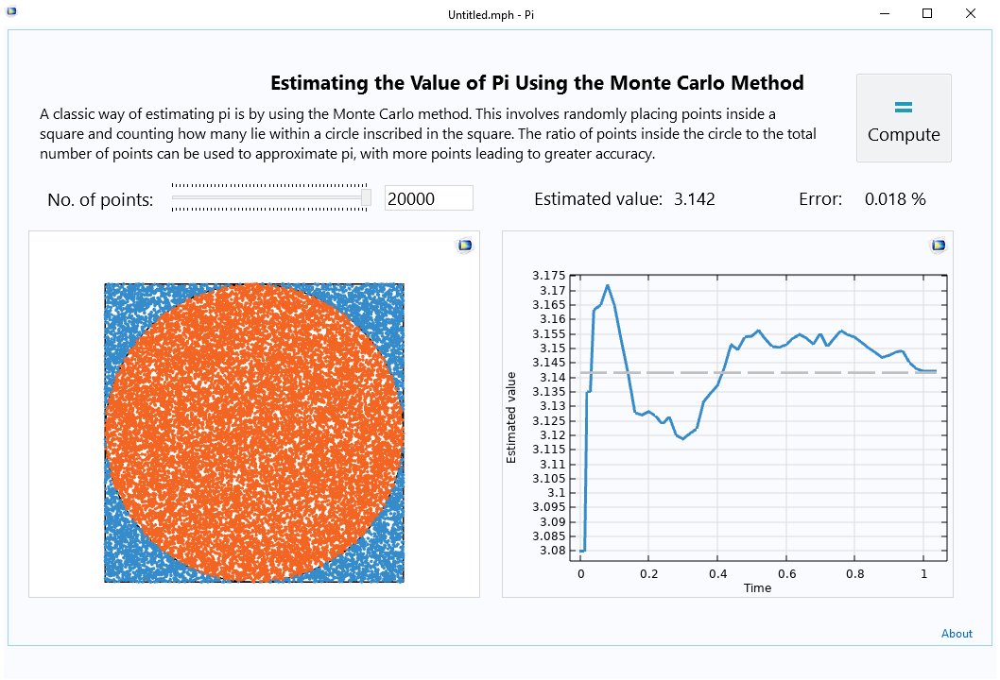 Untitled.mph - Pi
Estimating the Value of Pi Using the Monte Carlo Method
A classic way of estimating pi is by using the Monte Carlo method. This involves randomly placing points inside a
square and counting how many lie within a circle inscribed in the square. The ratio of points inside the circle to the total
number of points can be used to approximate pi, with more points leading to greater accuracy.
=
Compute
No. of points: 20000 Estimated value: 3.142 Error: 0.018 %
3.175
3.17
3.165
3.16
3.155
3.15
3.145
3.14
3.135
3.13
3.125
3.12
3.115
3.11
3.105
3.1
3.095
3.09
3.085
3.08
Estimated value
0 0.2 0.4 0.6 0.8 1
Time
About